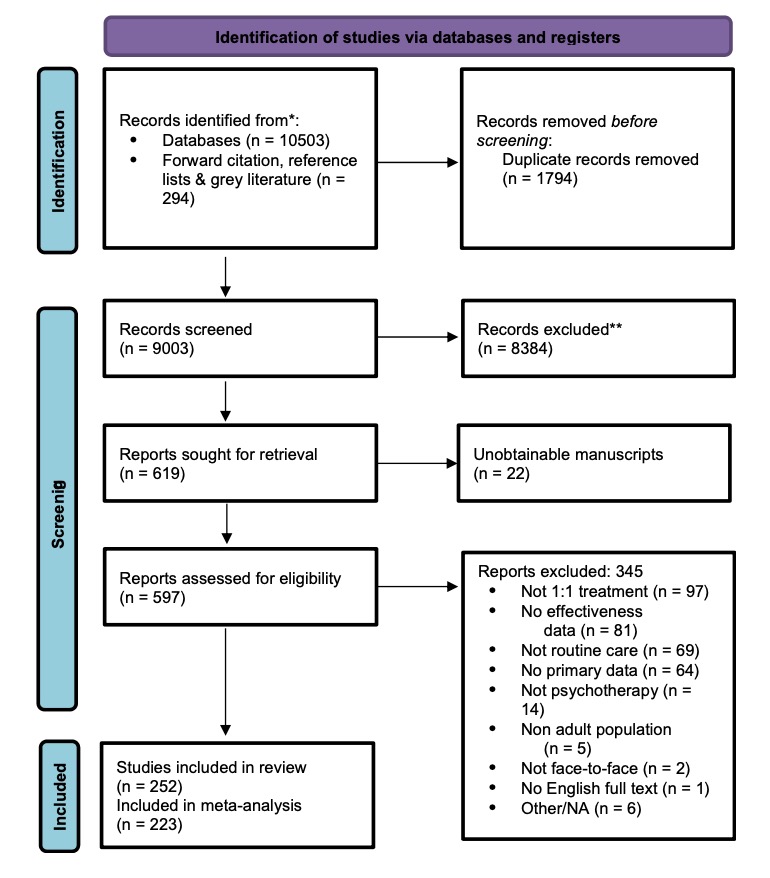 Identification of studies via databases and registers
Identification
Records identified from*:
• Databases (n = 10503)
• Forward citation, reference
lists & grey literature (n =
294)
Records removed before
screening:
Duplicate records removed
(n = 1794)
Screenig
Records screened
(n = 9003)
Records excluded**
(n = 8384)
Reports sought for retrieval
(n = 619)
Unobtainable manuscripts
(n = 22)
Reports assessed for eligibility
(n = 597)
Reports excluded: 345
• Not 1:1 treatment (n = 97)
• No effectiveness
data (n = 81)
• Not routine care (n = 69)
• No primary data (n = 64)
• Not psychotherapy (n =
14)
• Non adult population
(n = 5)
• Not face-to-face (n = 2)
• No English full text (n = 1)
• Other/NA (n = 6)
Included
Studies included in review
(n = 252)
Included in meta-analysis
(n = 223)